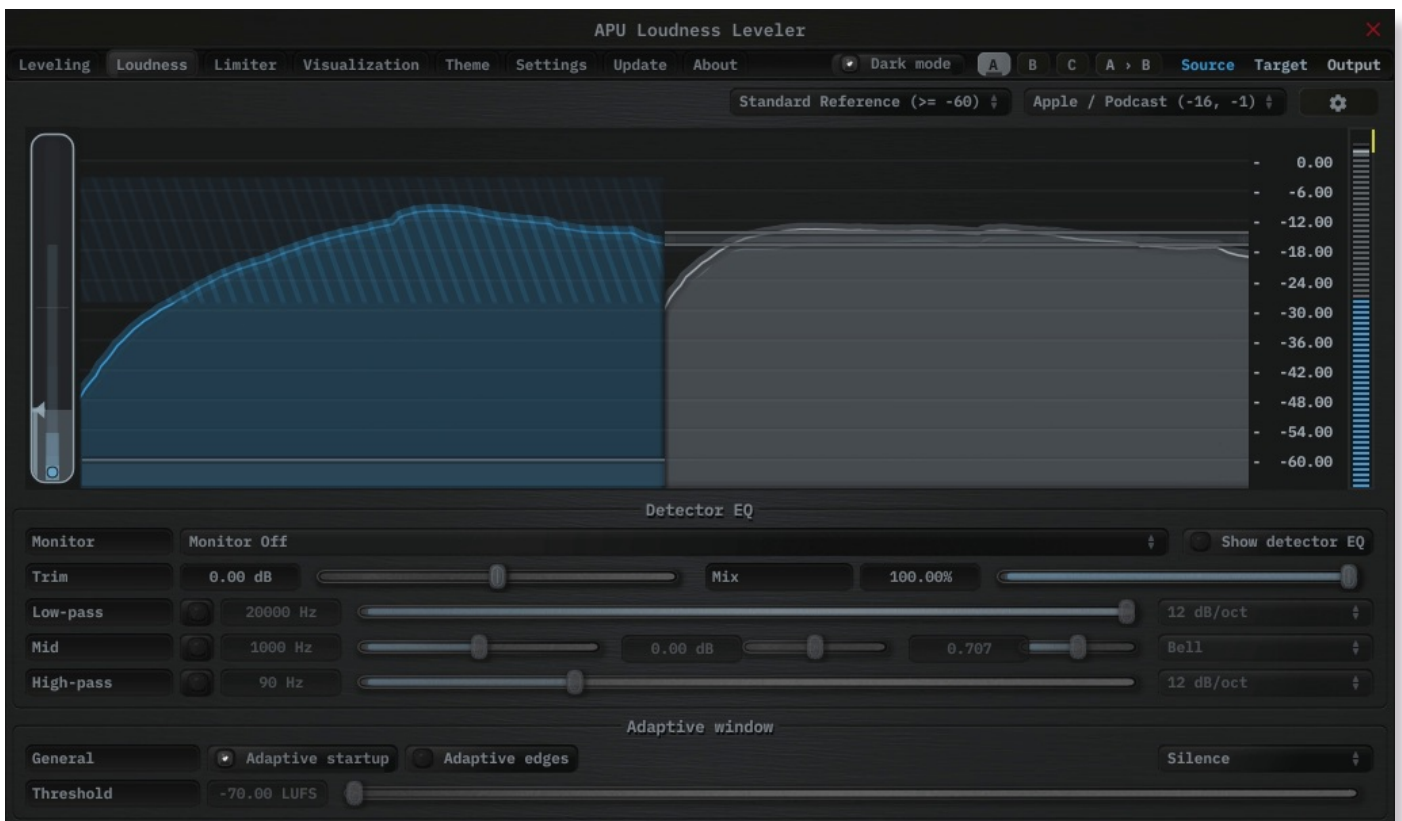 APU Loudness Leveler
Leveling Loudness Limiter Visualization Theme Settings Update About Dark mode A B C A › B Source Target Output
Standard Reference (>= -60) Apple / Podcast (-16, -1)
- 0.00
- -6.00
- -12.00
- -18.00
- -24.00
- -30.00
- -36.00
- -42.00
- -48.00
- -54.00
- -60.00
Detector EQ
Monitor Monitor Off Show detector EQ
Trim 0.00 dB Mix 100.00%
Low-pass 20000 Hz 12 dB/oct
Mid 1000 Hz 0.00 dB 0.707 Bell
High-pass 90 Hz 12 dB/oct
Adaptive window
General Adaptive startup Adaptive edges Silence
Threshold -70.00 LUFS